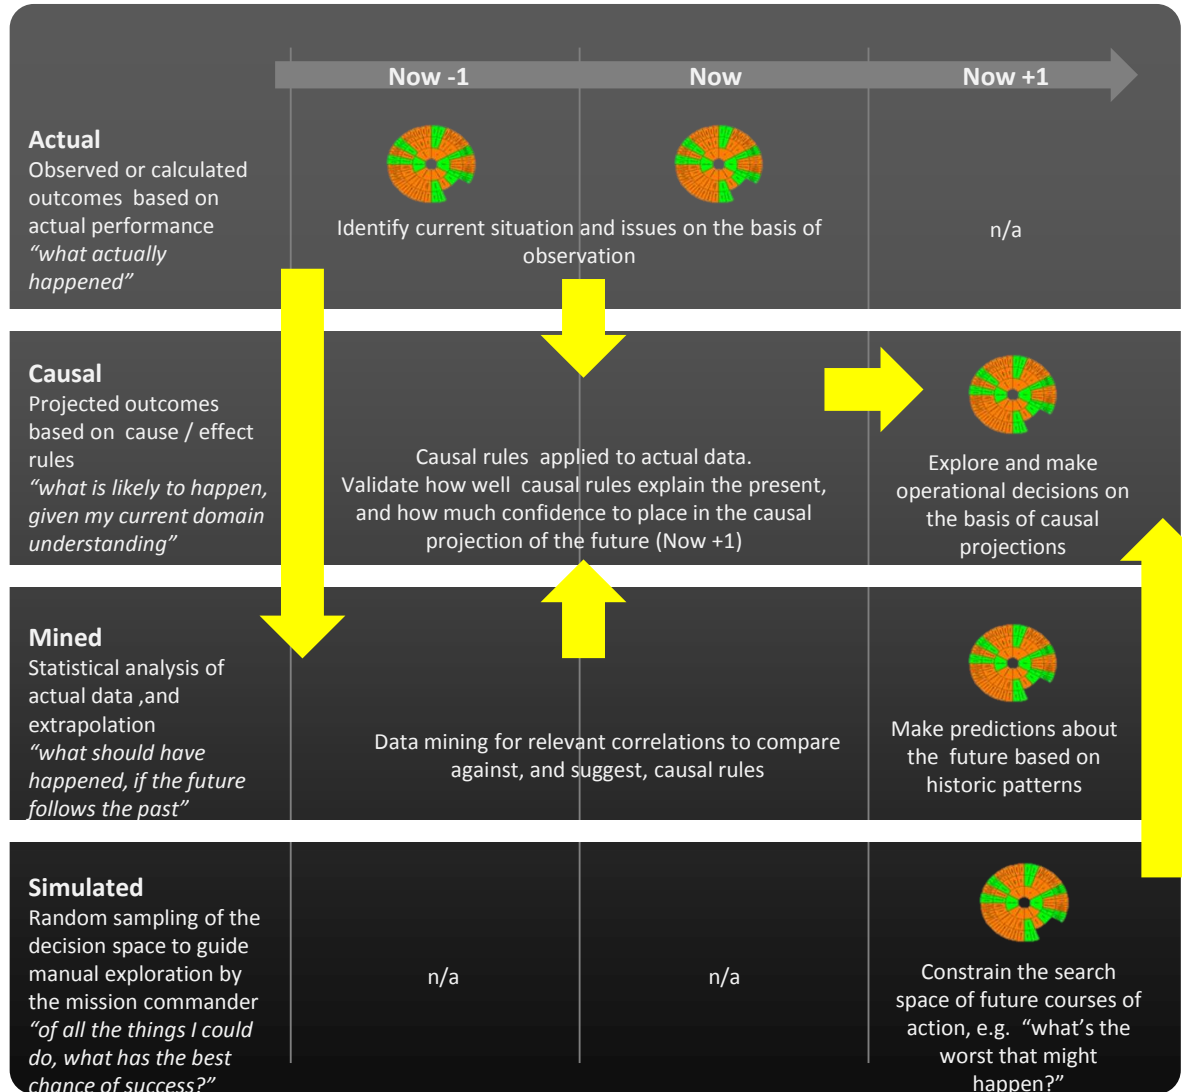 Now -1
Now
Now +1
Actual
Observed or calculated
outcomes based on
actual performance
“what actually
happened”
Identify current situation and issues on the basis of
observation
n/a
Causal
Projected outcomes
based on cause / effect
rules
“what is likely to happen,
given my current domain
understanding”
Causal rules applied to actual data.
Validate how well causal rules explain the present,
and how much confidence to place in the causal
projection of the future (Now +1)
Explore and make
operational decisions on
the basis of causal
projections
Mined
Statistical analysis of
actual data ,and
extrapolation
“what should have
happened, if the future
follows the past”
Data mining for relevant correlations to compare
against, and suggest, causal rules
Make predictions about
the future based on
historic patterns
Simulated
Random sampling of the
decision space to guide
manual exploration by
the mission commander
“of all the things I could
do, what has the best
chance of success?”
n/a
n/a
Constrain the search
space of future courses of
action, e.g. “what’s the
worst that might
happen?”